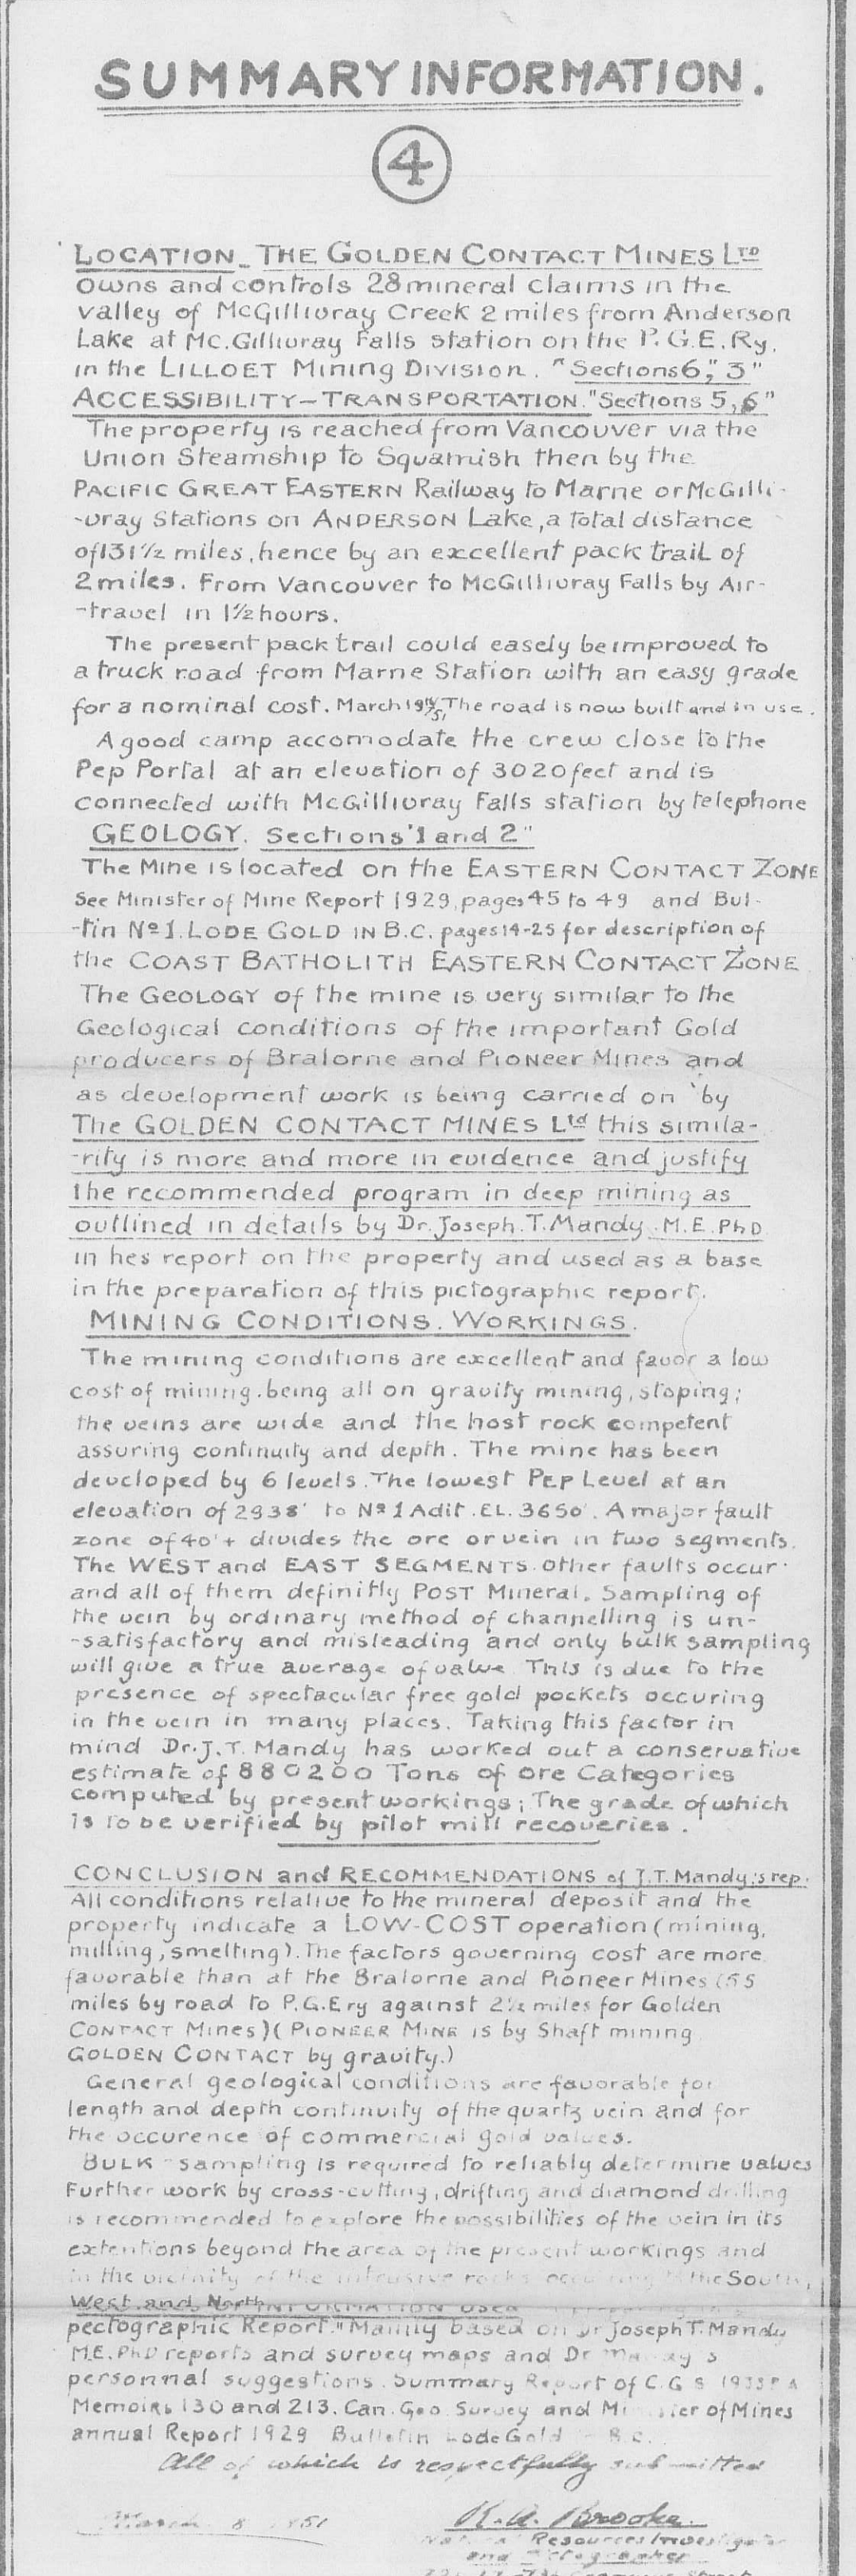 SUMMARY INFORMATION.
4
LOCATION_ THE GOLDEN CONTACT MINES LTD
owns and controls 28 mineral claims in the
valley of McGillivray Creek 2 miles from Anderson
Lake at Mc.Gillivray Falls station on the P.G.E.Ry.
in the LILLOET Mining Division. "Sections 6," 3"
ACCESSIBILITY-TRANSPORTATION. "Sections 5,6"
The property is reached from Vancouver via the
Union Steamship to Squamish then by the
PACIFIC GREAT EASTERN Railway to Marne or McGilli-
-vray Stations on ANDERSON Lake, a total distance
of 131 1/2 miles, hence by an excellent pack trail of
2 miles. From Vancouver to McGillivray Falls by Air-
-travel in 1 1/2 hours.
The present pack trail could easely be improved to
a truck road from Marne Station with an easy grade
for a nominal cost. March The road is now built and in use.
A good camp accomodate the crew close to the
Pep Portal at an elevation of 3020 feet and is
connected with McGillivray Falls station by telephone
GEOLOGY. Sections "1 and 2"
The Mine is located on the EASTERN CONTACT ZONE
See Minister of Mine Report 1929, pages 45 to 49 and Bul-
-tin No 1. LODE GOLD IN B.C. pages 14-25 for description of
the COAST BATHOLITH EASTERN CONTACT ZONE
The GEOLOGY of the mine is very similar to the
Geological conditions of the important Gold
producers of Bralorne and PIONeer Mines and
as development work is being carried on by
The GOLDEN CONTACT MINES Ltd this simila-
-rity is more and more in evidence and justify
the recommended program in deep mining as
outlined in details by Dr. Joseph. T. Mandy. M.E. PhD
in hes report on the property and used as a base
in the preparation of this pictographic report.
MINING CONDITIONS. WORKINGS.
The mining conditions are excellent and favor a low
cost of mining. being all on gravity mining, stoping;
the veins are wide and the host rock competent
assuring continuity and depth. The mine has been
developed by 6 levels. The lowest PEP Level at an
elevation of 2938' to No 1 Adit. EL. 3650'. A major fault
zone of 40'+ divides the ore or vein in two segments.
The WEST and EAST SEGMENTS. other faults occur
and all of them definitly POST Mineral. Sampling of
the vein by ordinary method of channelling is un-
-satisfactory and misleading and only bulk sampling
will give a true average of value This is due to the
presence of spectacular free gold pockets occuring
in the vein in many places. Taking this factor in
mind Dr. J.T. Mandy has worked out a conservative
estimate of 880200 Tons of ore Categories
computed by present workings; The grade of which
is to be verified by pilot mill recoveries.
CONCLUSION and RECOMMENDATIONS of J.T. Mandy's rep.
All conditions relative to the mineral deposit and the
property indicate a LOW-COST operation (mining,
milling, smelting). The factors governing cost are more
favorable than at the Bralorne and Pioneer Mines (55
miles by road to P.G.E ry against 2 1/2 miles for Golden
CONTACT Mines) (PIONEER MINE is by Shaft mining
GOLDEN CONTACT by gravity.)
General geological conditions are favorable for
length and depth continuity of the quartz vein and for
the occurence of commercial gold values.
BULK-sampling is required to reliably determine values
Further work by cross-cutting, drifting and diamond drilling
is recommended to explore the possibilities of the vein in its
extentions beyond the area of the present workings and
in the vicinity of the intrusive rocks to the South,
West and North INFORMATION USED
pectographic Report. "Mainly based on Dr Joseph T. Mandy
M.E. PhD reports and survey maps and Dr Mandy's
personnal suggestions. Summary Report of C.G.S
Memoirs 130 and 213. Can. Geo. Survey and Minister of Mines
annual Report 1929 Bulletin Lode Gold B.C.
All of which is respectfully submitted
March 8 1951
R.A. Brooke.
Resources Investigator
and